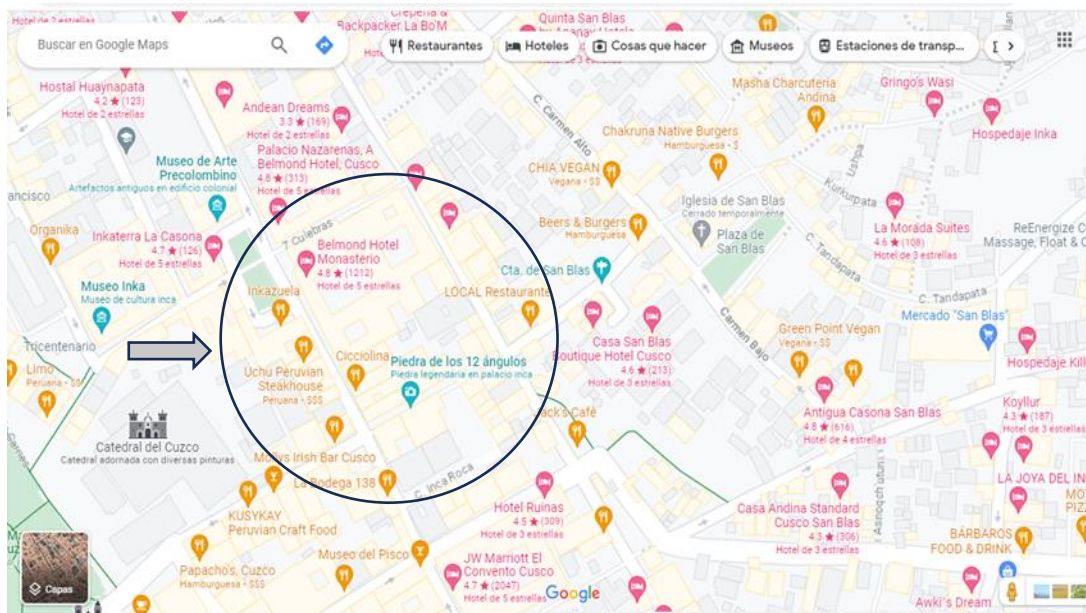 Hotel de 2 estrellas
Backpacker La Bo'M
Quinta San Blas
by Ananay Hotels
Buscar en Google Maps
Restaurantes
Hoteles
Cosas que hacer
Museos
Estaciones de transp...
Hostal Huaynapata
4.2 ★ (123)
Hotel de 2 estrellas
Andean Dreams
3.3 ★ (169)
Hotel de 2 estrellas
Masha Charcuteria
Andina
Gringo's Wasi
Hospedaje Inka
C. Carmen Alto
Chakruna Native Burgers
Hamburguesa · $
Museo de Arte
Precolombino
Artefactos antiguos en edificio colonial
Palacio Nazarenas, A
Belmond Hotel, Cusco
4.8 ★ (313)
Hotel de 5 estrellas
CHIA VEGAN
Vegana · $$
Kurkurpata
Iglesia de San Blas
Cerrado temporalmente
Plaza de
San Blas
ancisco
Organika
Inkaterra La Casona
4.7 ★ (126)
Hotel de 5 estrellas
7 Culebras
Beers & Burgers
Hamburguesa
La Morada Suites
4.6 ★ (108)
Hotel de 3 estrellas
ReEnergize C
Massage, Float & C
C. Tandapata
Belmond Hotel
Monasterio
4.8 ★ (1212)
Hotel de 5 estrellas
Cta. de San Blas
Museo Inka
Museo de cultura inca
Inkazuela
LOCAL Restaurante
C. Tandapata
Mercado "San Blas"
Tricentenario
Carmen Bajo
Limo
Peruana · $$
Cicciolina
Uchu Peruvian
Steakhouse
Peruana · $$$
Piedra de los 12 ángulos
Piedra legendaria en palacio inca
Casa San Blas
Boutique Hotel Cusco
4.6 ★ (213)
Hotel de 3 estrellas
Green Point Vegan
Vegana · $$
Hospedaje Kill
Catedral del Cuzco
Catedral adornada con diversas pinturas
Jack's Café
Antigua Casona San Blas
4.8 ★ (616)
Hotel de 4 estrellas
Koyllur
4.3 ★ (187)
Hotel de 3 estrellas
Mollys Irish Bar Cusco
La Bodega 138
C. Inca Roca
KUSYKAY
Peruvian Craft Food
Hotel Ruinas
4.5 ★ (309)
Hotel de 3 estrellas
Casa Andina Standard
Cusco San Blas
4.3 ★ (306)
Hotel de 3 estrellas
LA JOYA DEL IN
BÁRBAROS
FOOD & DRINK
Museo del Pisco
Papacho's, Cuzco
Hamburguesa · $$$
JW Marriott El
Convento Cusco
4.7 ★ (2047)
Hotel de 5 estrellas
Google
Awki's Dream
Capas